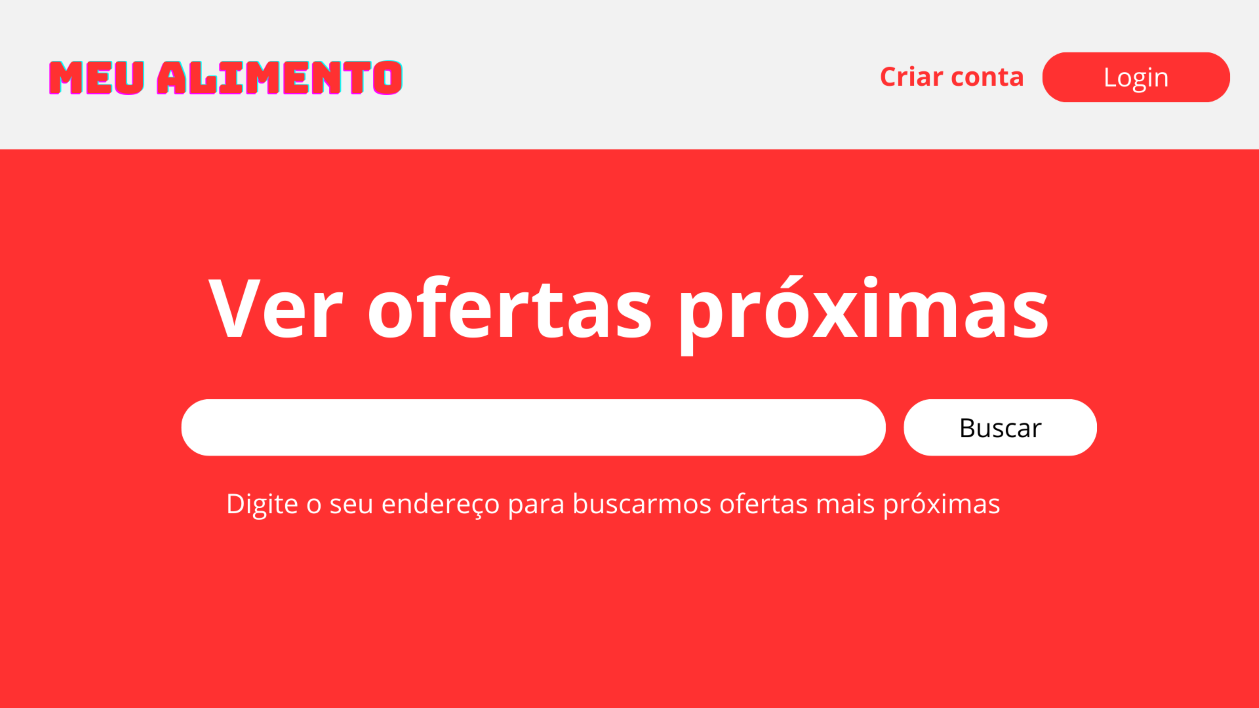 MEU ALIMENTO
Criar conta
Login
Ver ofertas próximas
Buscar
Digite o seu endereço para buscarmos ofertas mais próximas